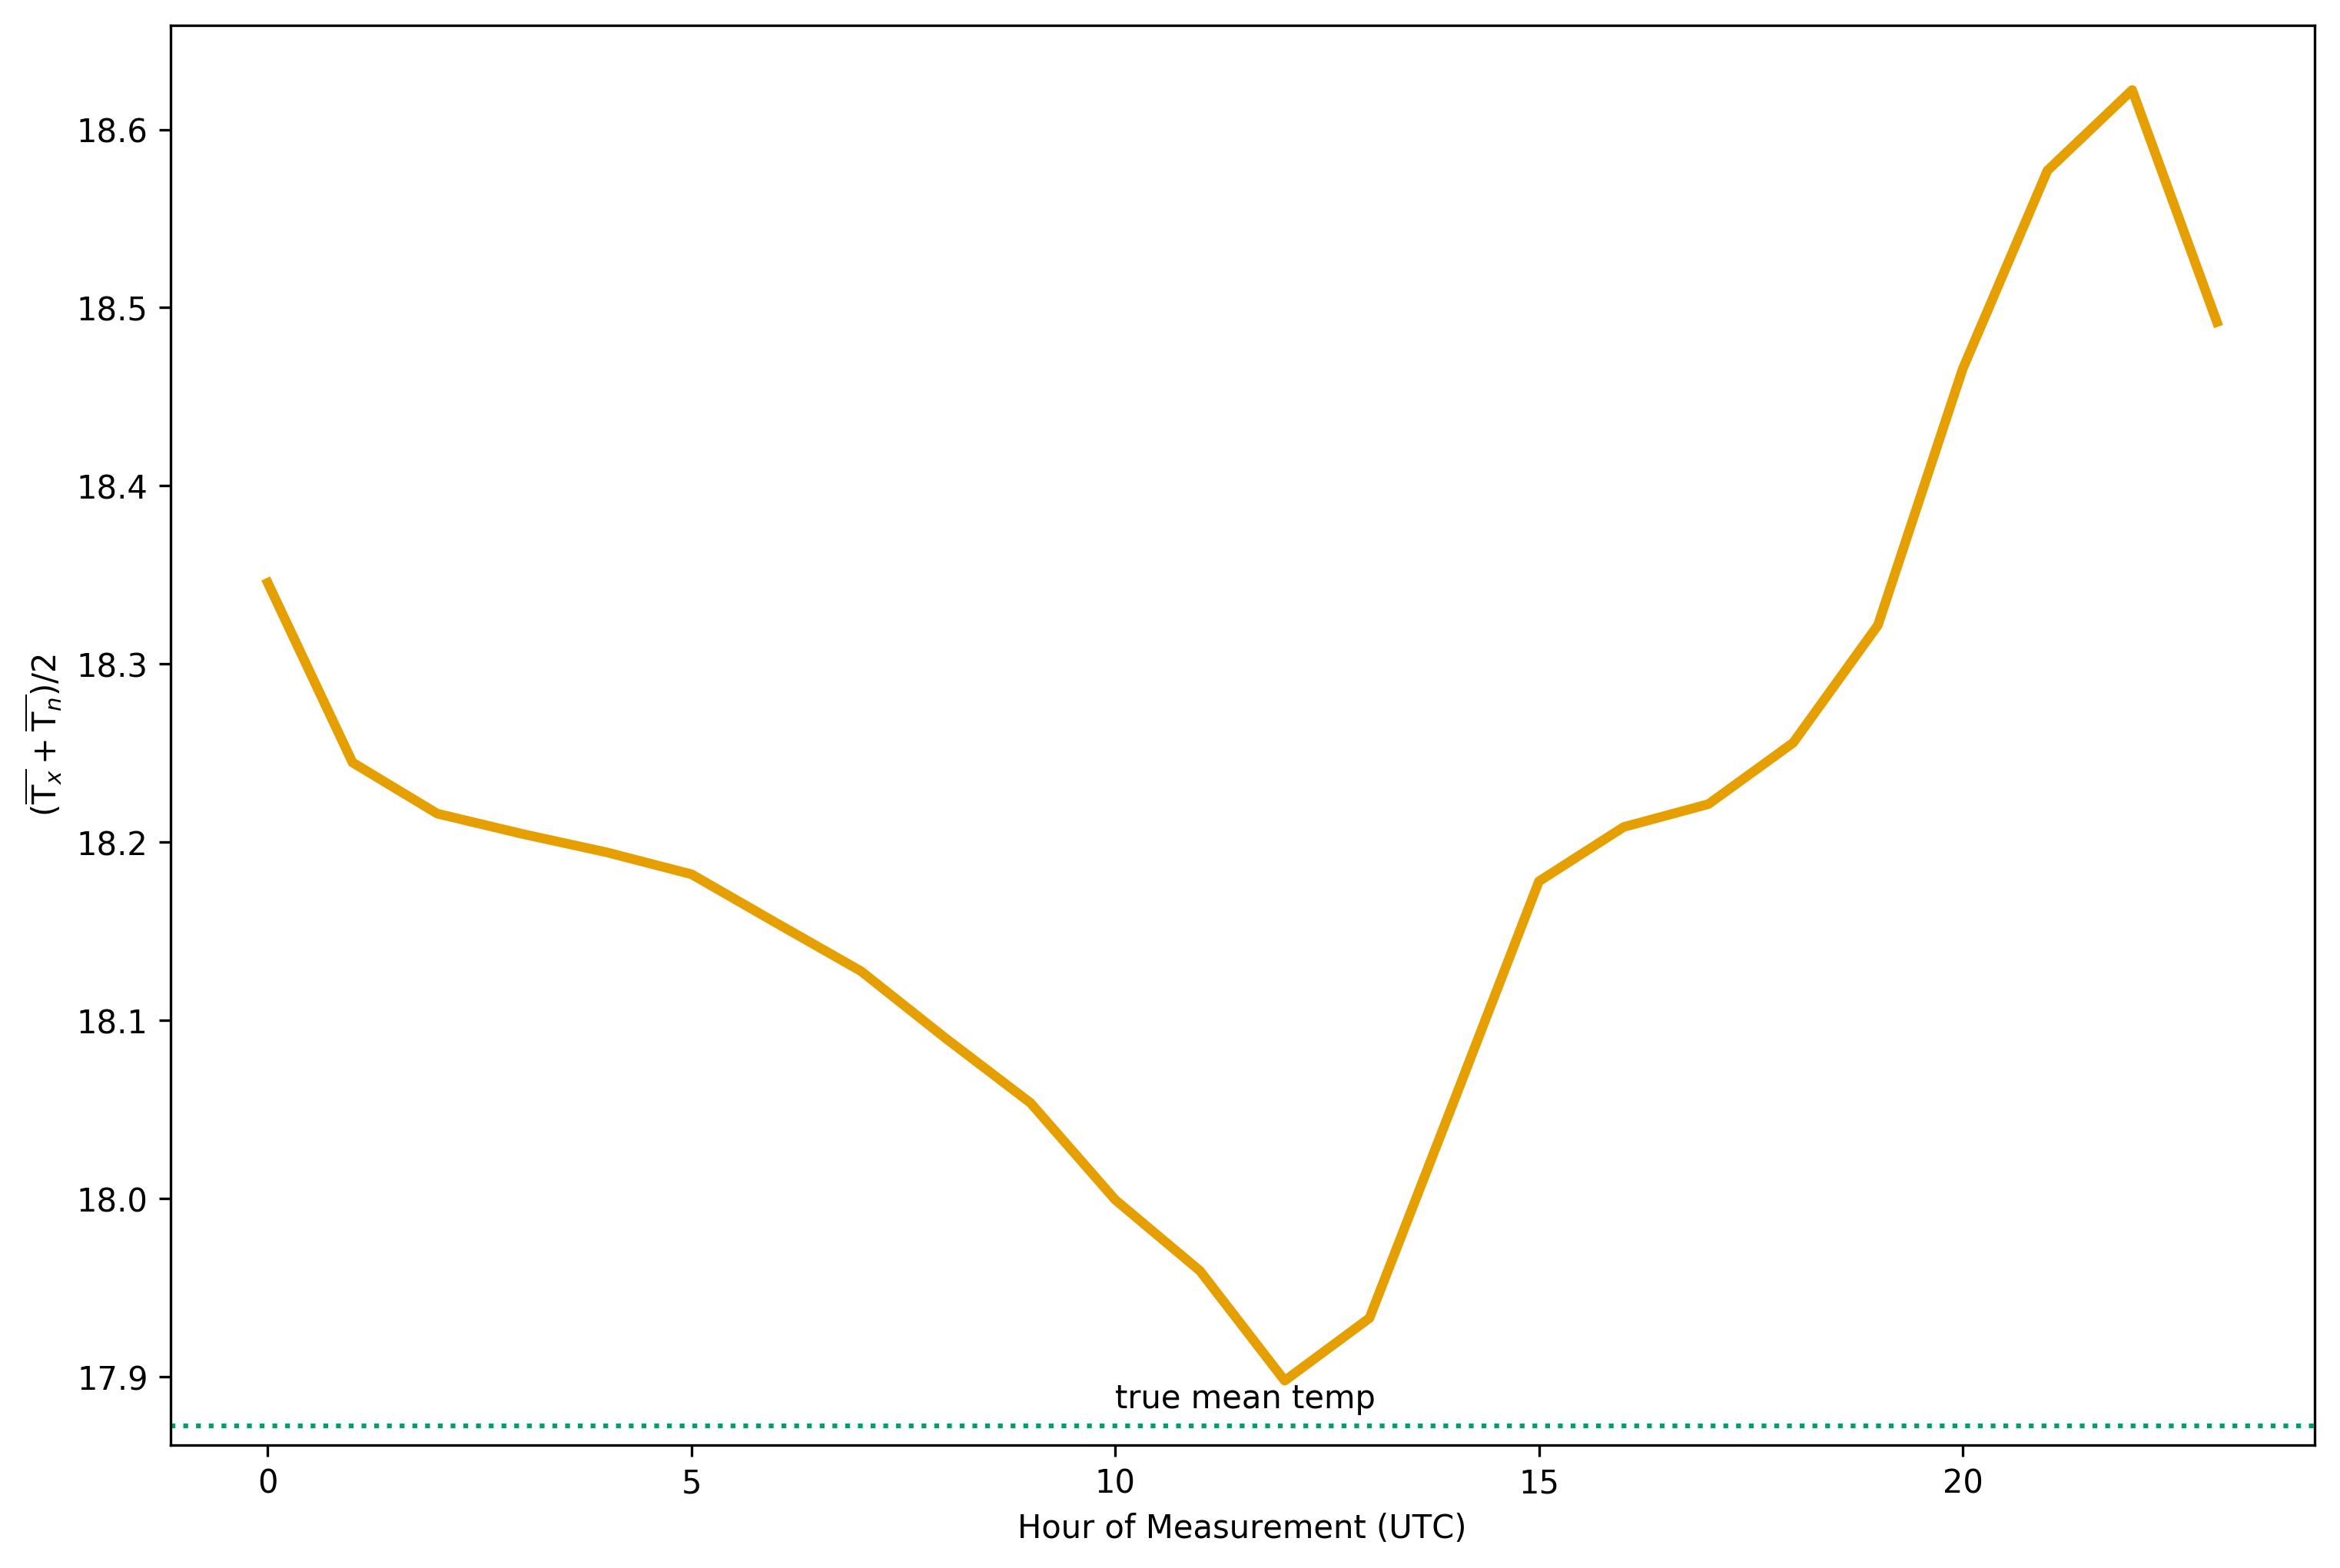 18.6
18.5
18.4
18.3
18.2
18.1
18.0
17.9
(T̅ₓ + T̅ₙ)/2
true mean temp
0 5 10 15 20
Hour of Measurement (UTC)